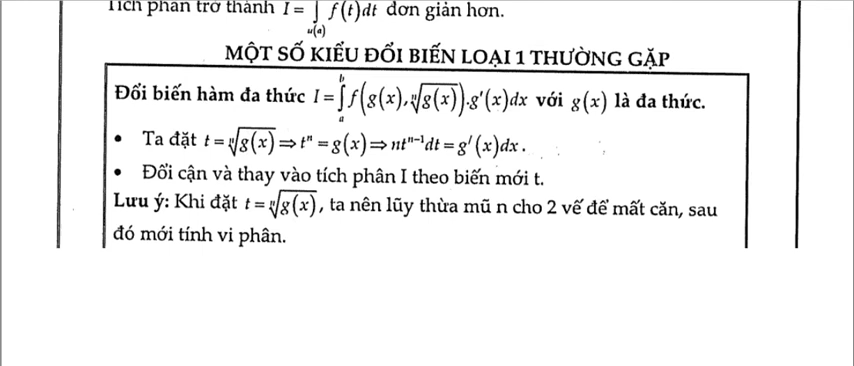 Tích phân trở thành I = ∫_{u(a)} f(t)dt đơn giản hơn.
MỘT SỐ KIỂU ĐỔI BIẾN LOẠI 1 THƯỜNG GẶP
Đổi biến hàm đa thức I = ∫_a^b f(g(x), ⁿ√g(x)).g'(x)dx với g(x) là đa thức.
• Ta đặt t = ⁿ√g(x) ⇒ tⁿ = g(x) ⇒ ntⁿ⁻¹dt = g'(x)dx.
• Đổi cận và thay vào tích phân I theo biến mới t.
Lưu ý: Khi đặt t = ⁿ√g(x), ta nên lũy thừa mũ n cho 2 vế để mất căn, sau
đó mới tính vi phân.